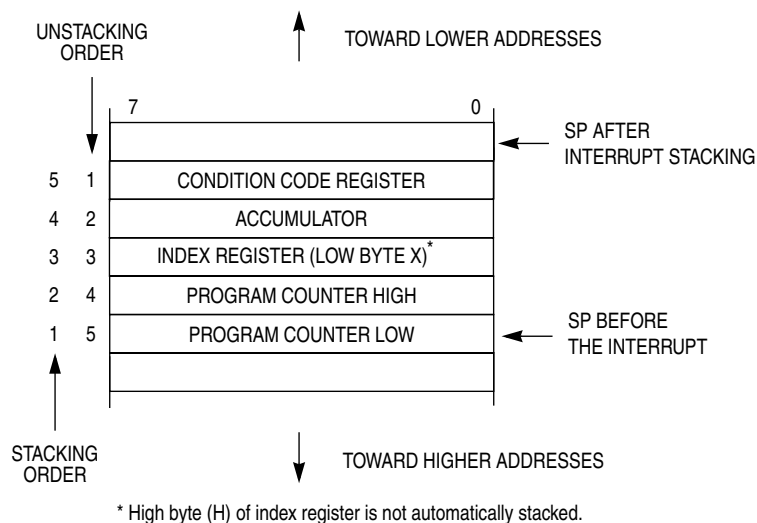 UNSTACKING
ORDER
TOWARD LOWER ADDRESSES
7 0
SP AFTER
INTERRUPT STACKING
5 1 CONDITION CODE REGISTER
4 2 ACCUMULATOR
3 3 INDEX REGISTER (LOW BYTE X)*
2 4 PROGRAM COUNTER HIGH
1 5 PROGRAM COUNTER LOW
SP BEFORE
THE INTERRUPT
STACKING
ORDER
TOWARD HIGHER ADDRESSES
* High byte (H) of index register is not automatically stacked.